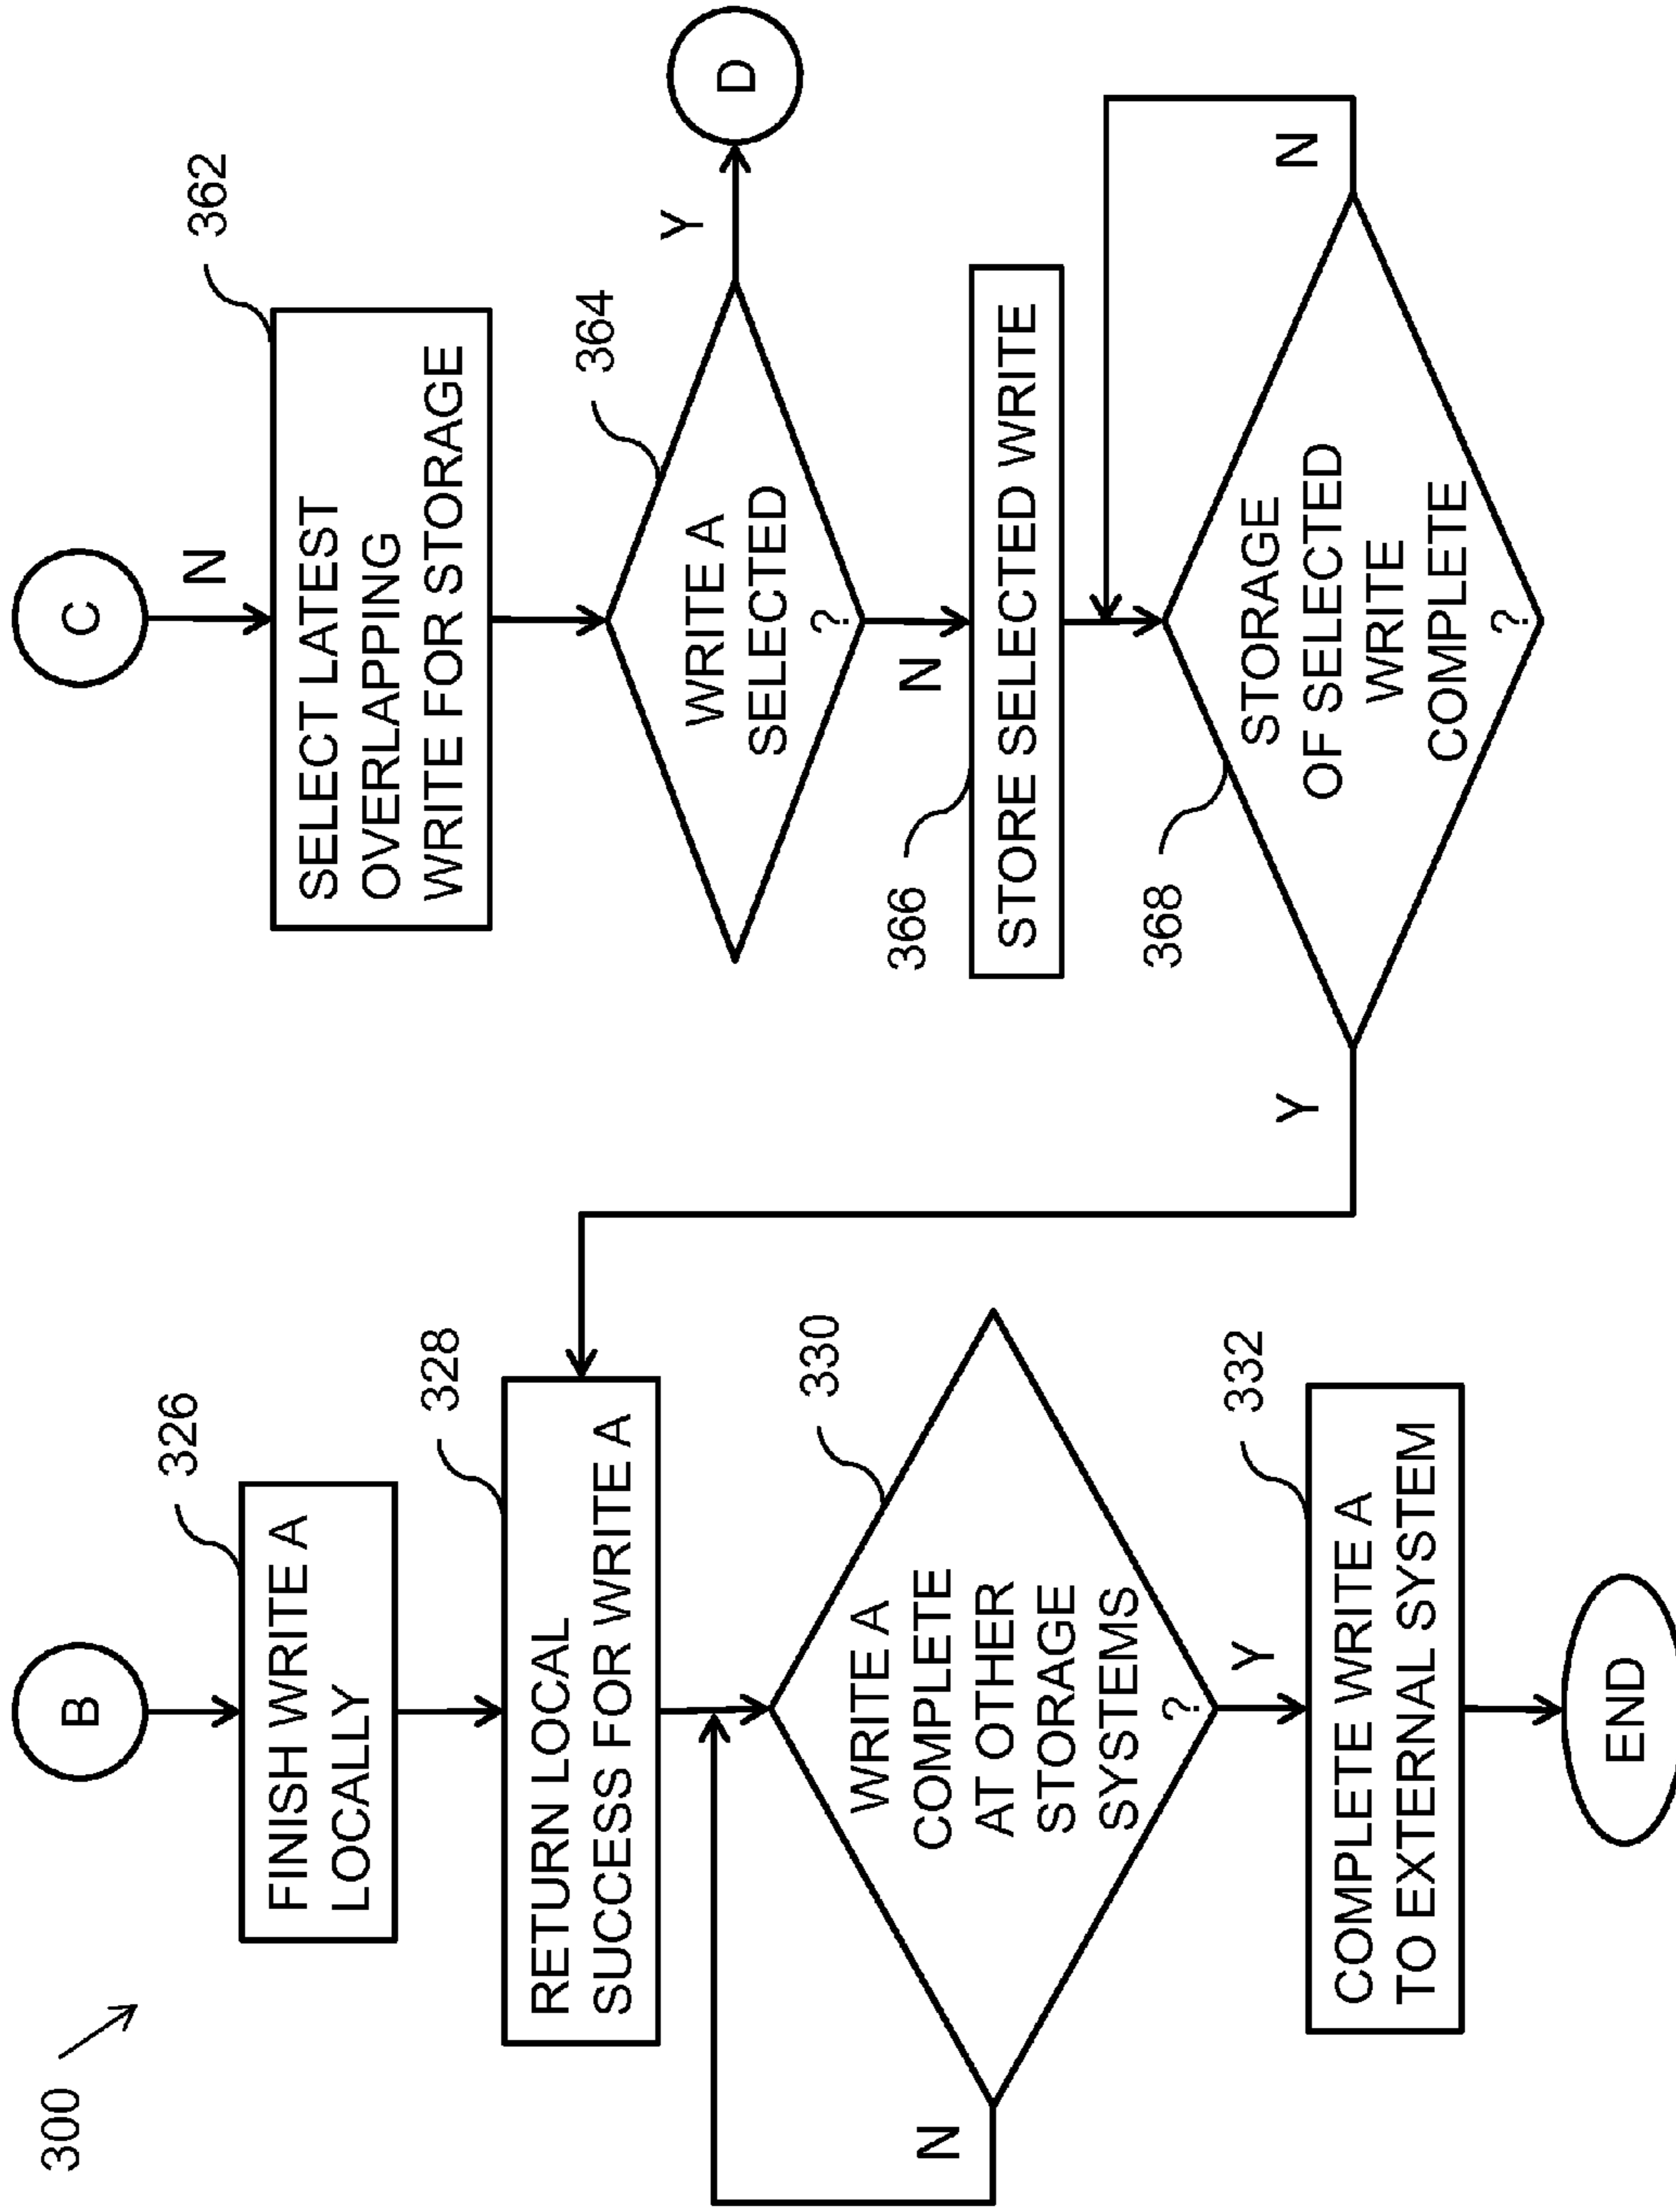 300
B
326
FINISH WRITE A
LOCALLY
328
RETURN LOCAL
SUCCESS FOR WRITE A
330
WRITE A
COMPLETE
AT OTHER
STORAGE
SYSTEMS
?
N
Y
332
COMPLETE WRITE A
TO EXTERNAL SYSTEM
END
C
N
362
SELECT LATEST
OVERLAPPING
WRITE FOR STORAGE
364
WRITE A
SELECTED
?
Y
D
N
366
STORE SELECTED WRITE
368
STORAGE
OF SELECTED
WRITE
COMPLETE
?
N
Y